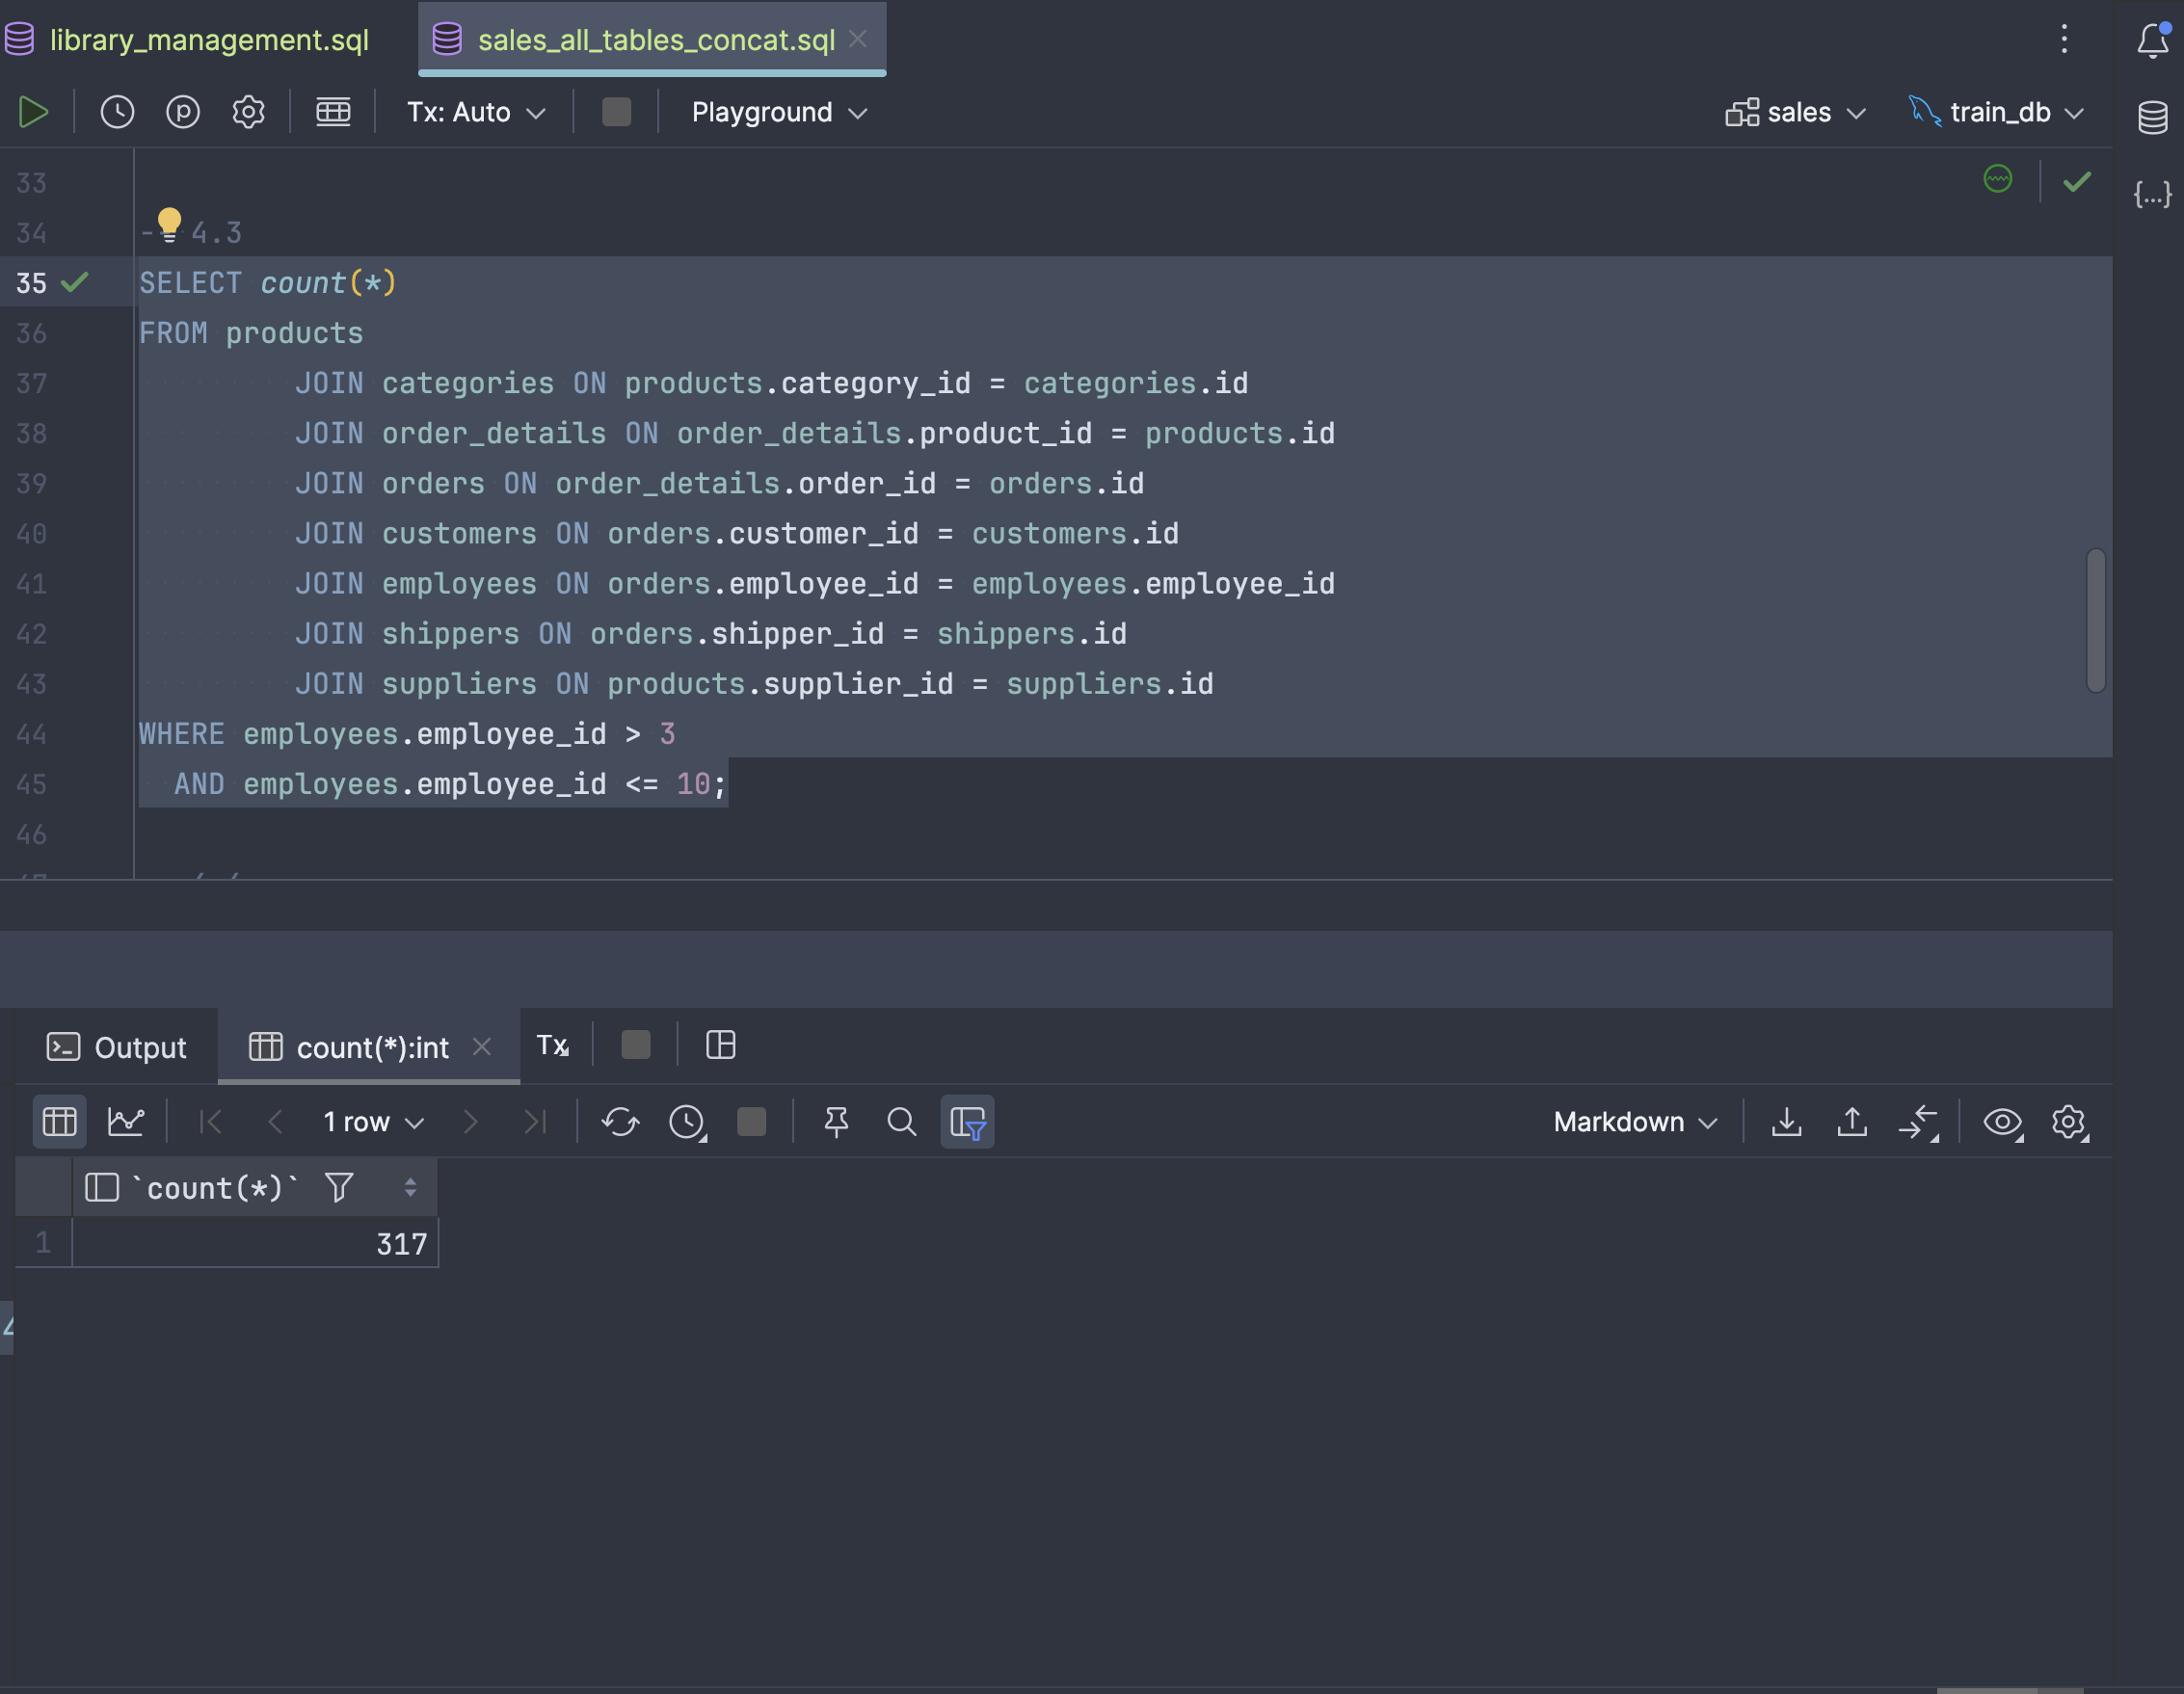 library_management.sql sales_all_tables_concat.sql
Tx: Auto Playground sales train_db
33
34 -- 4.3
35 SELECT count(*)
36 FROM products
37 JOIN categories ON products.category_id = categories.id
38 JOIN order_details ON order_details.product_id = products.id
39 JOIN orders ON order_details.order_id = orders.id
40 JOIN customers ON orders.customer_id = customers.id
41 JOIN employees ON orders.employee_id = employees.employee_id
42 JOIN shippers ON orders.shipper_id = shippers.id
43 JOIN suppliers ON products.supplier_id = suppliers.id
44 WHERE employees.employee_id > 3
45 AND employees.employee_id <= 10;
46
Output count(*):int Tx
1 row Markdown
`count(*)`
1 317